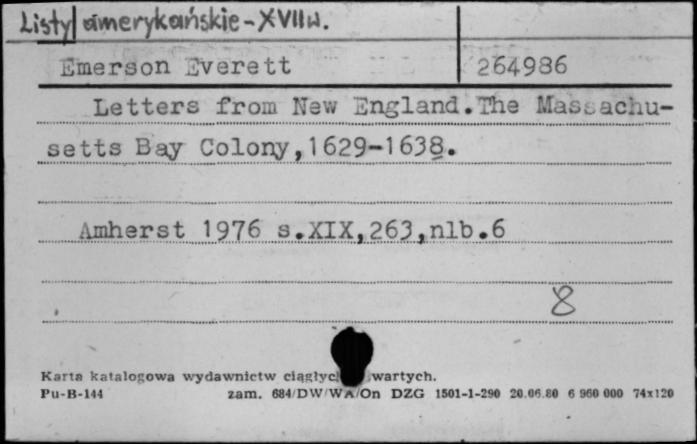 Listy amerykańskie - XVII w.
Emerson Everett 264986
Letters from New England.The Massachu-
setts Bay Colony,1629-1638.
Amherst 1976 s.XIX,263,nlb.6
8
Karta katalogowa wydawnictw wartych.
Pu-B-144 zam. 684/DW/WA/On DZG 1501-1-290 20.06.80 6 960 000 74x120